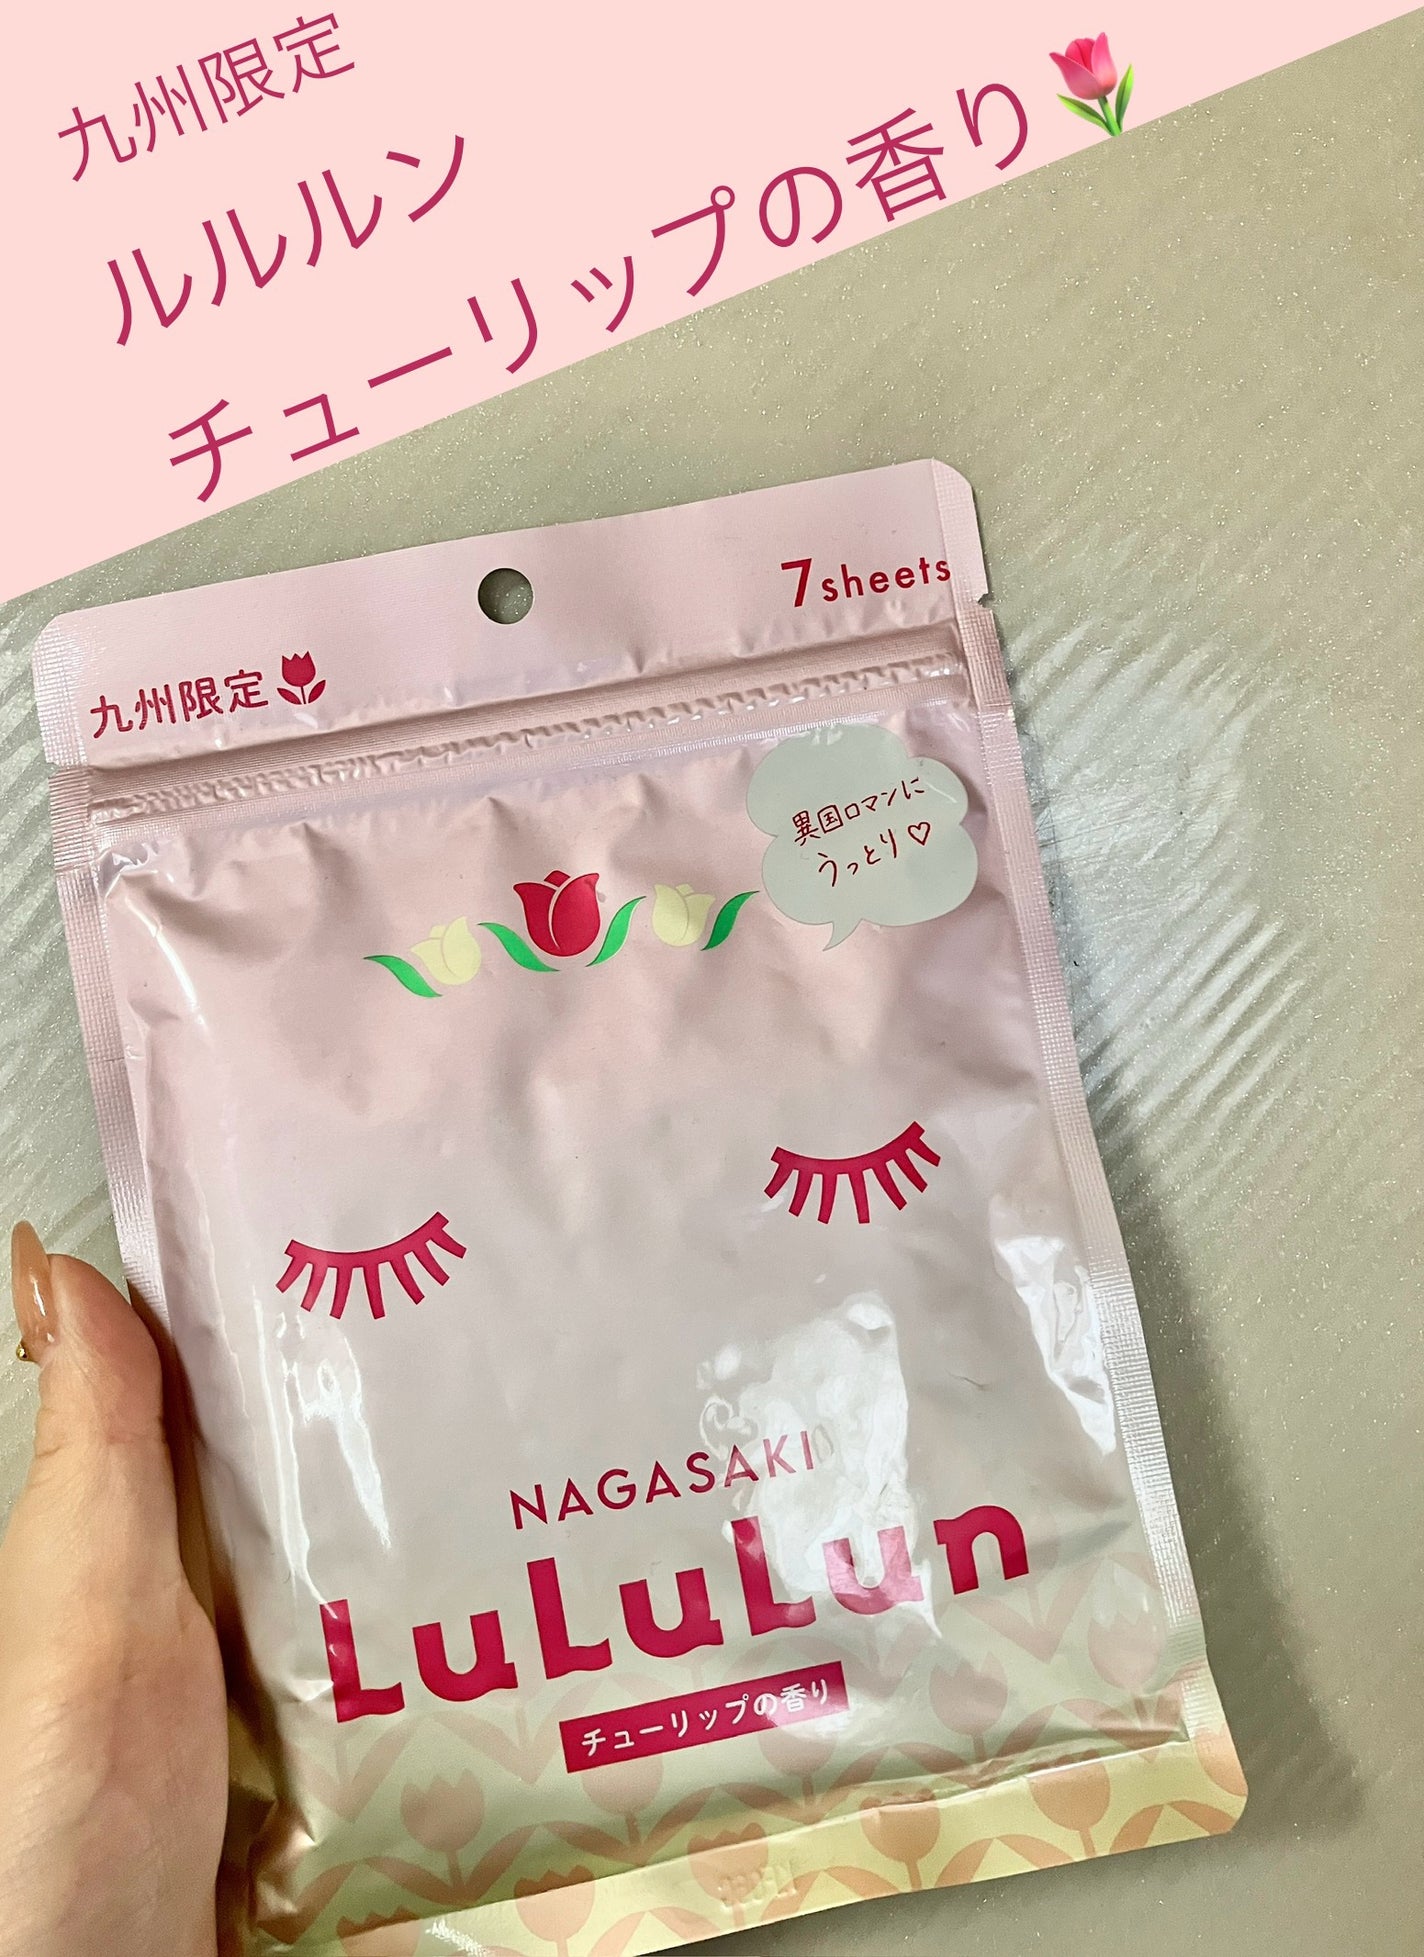 九州限定
ルルルン
チューリップの香り
7sheets
九州限定
異国ロマンに
うっとり♡
NAGASAKI
LuLuLun
チューリップの香り